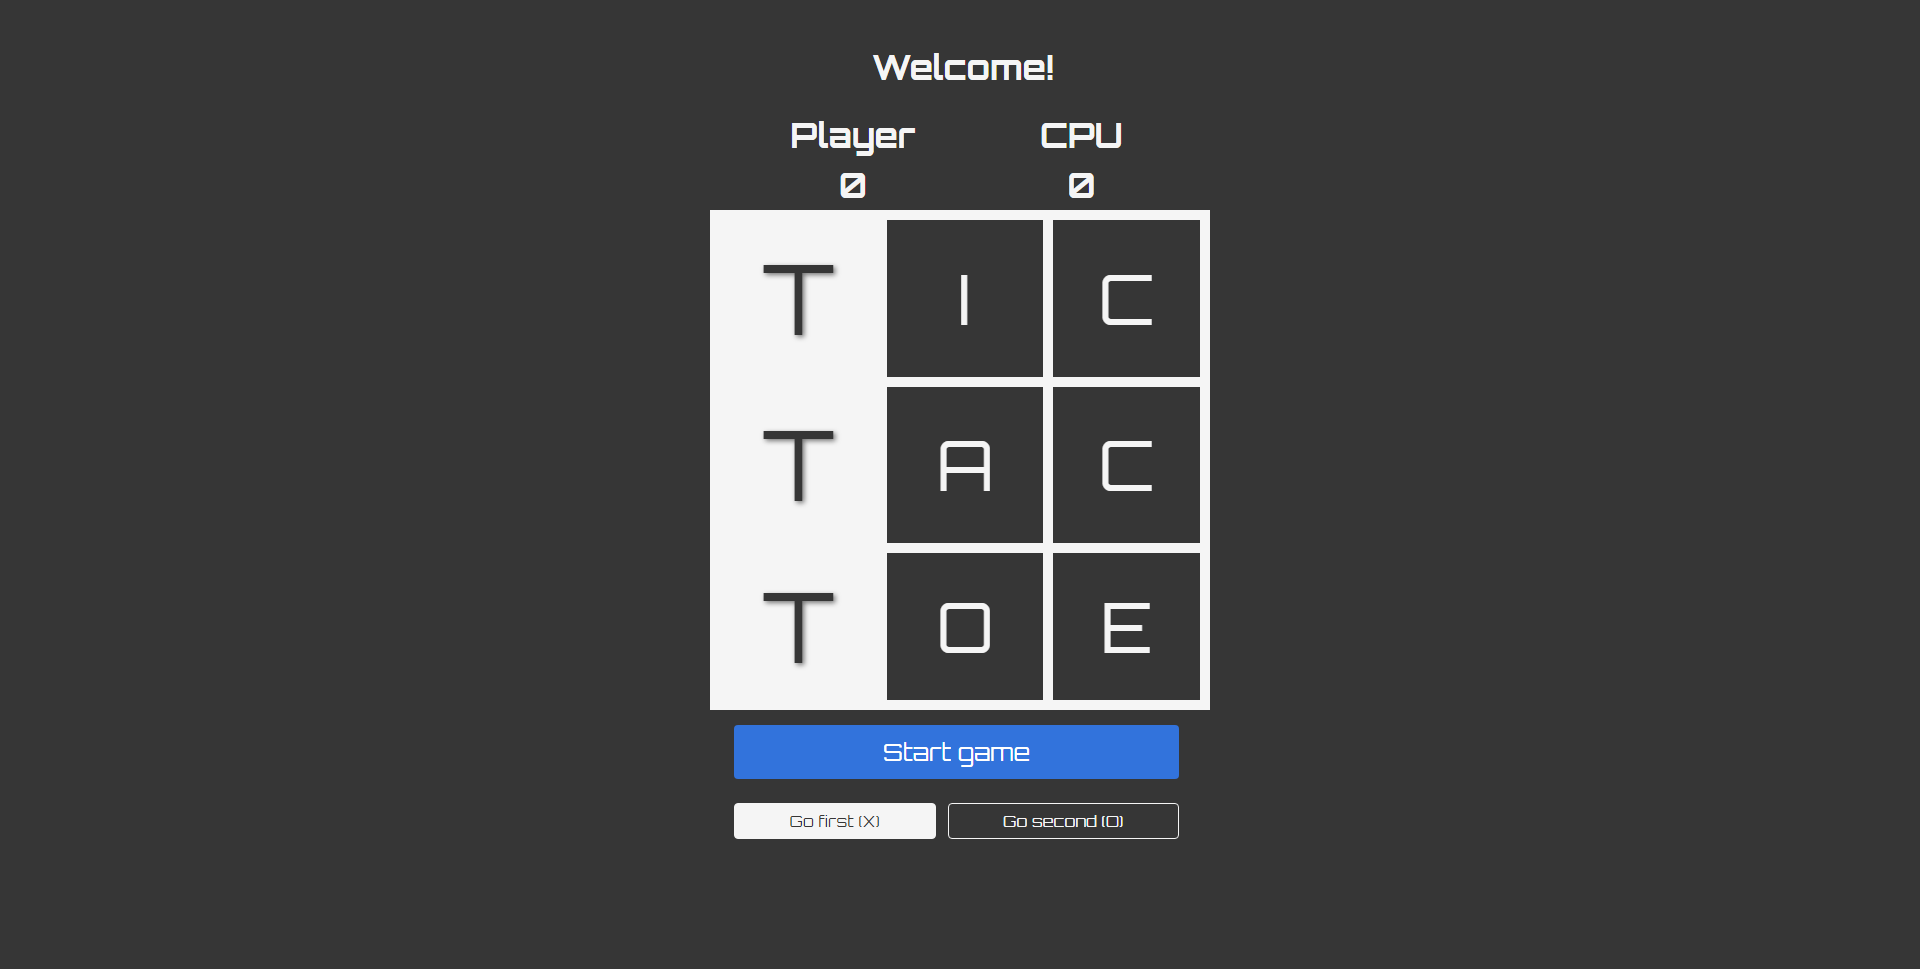 Welcome!
Player CPU
0 0
T I C
T A C
T O E
Start game
Go first (X) Go second (O)